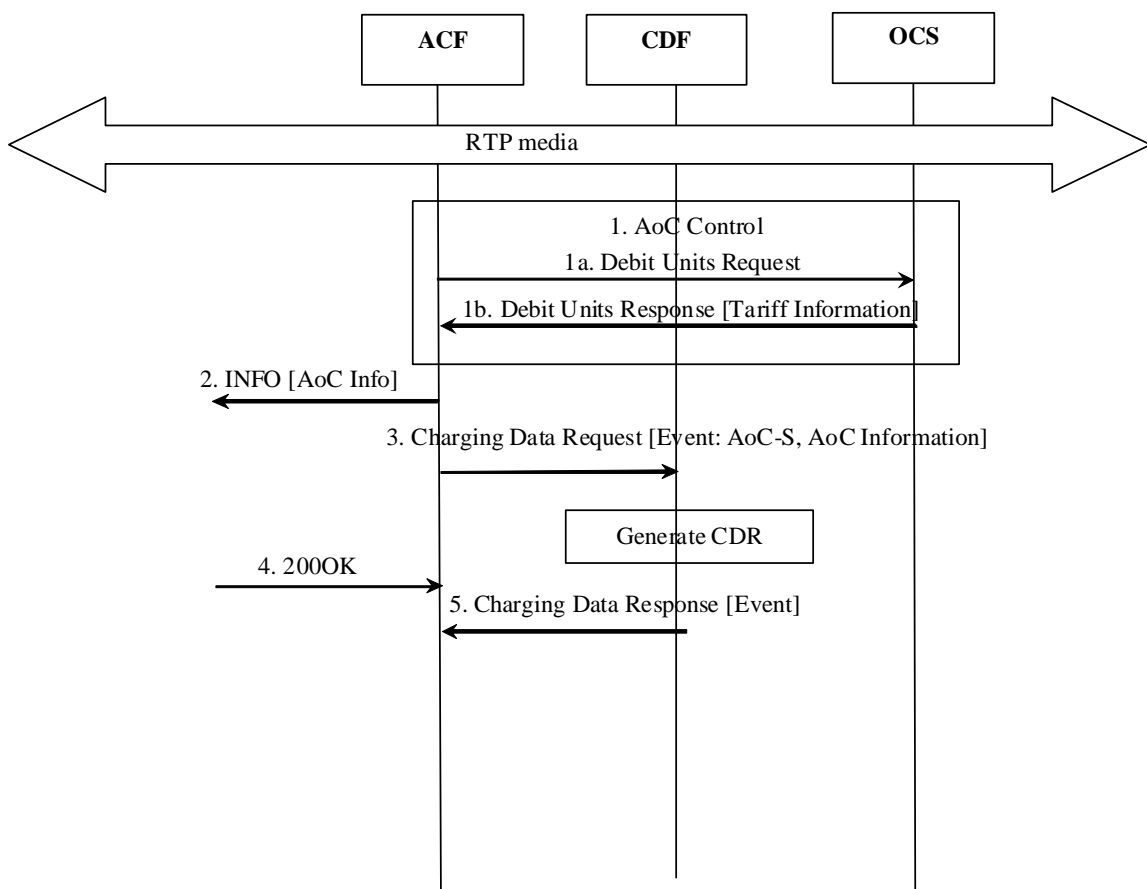 ACF
CDF
OCS
RTP media
1. AoC Control
1a. Debit Units Request
1b. Debit Units Response [Tariff Information]
2. INFO [AoC Info]
3. Charging Data Request [Event: AoC-S, AoC Information]
Generate CDR
4. 200OK
5. Charging Data Response [Event]